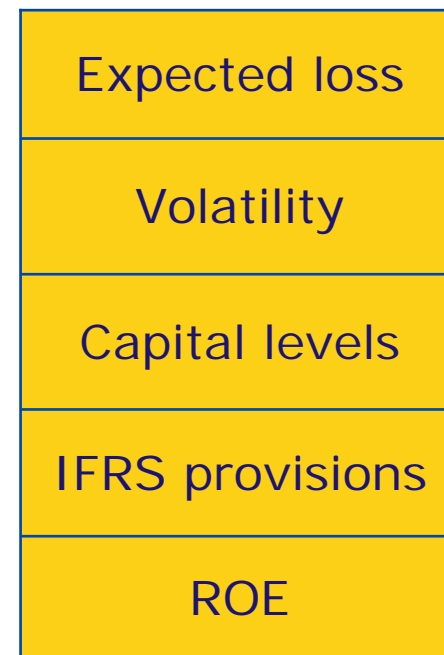 Expected loss
Volatility
Capital levels
IFRS provisions
ROE